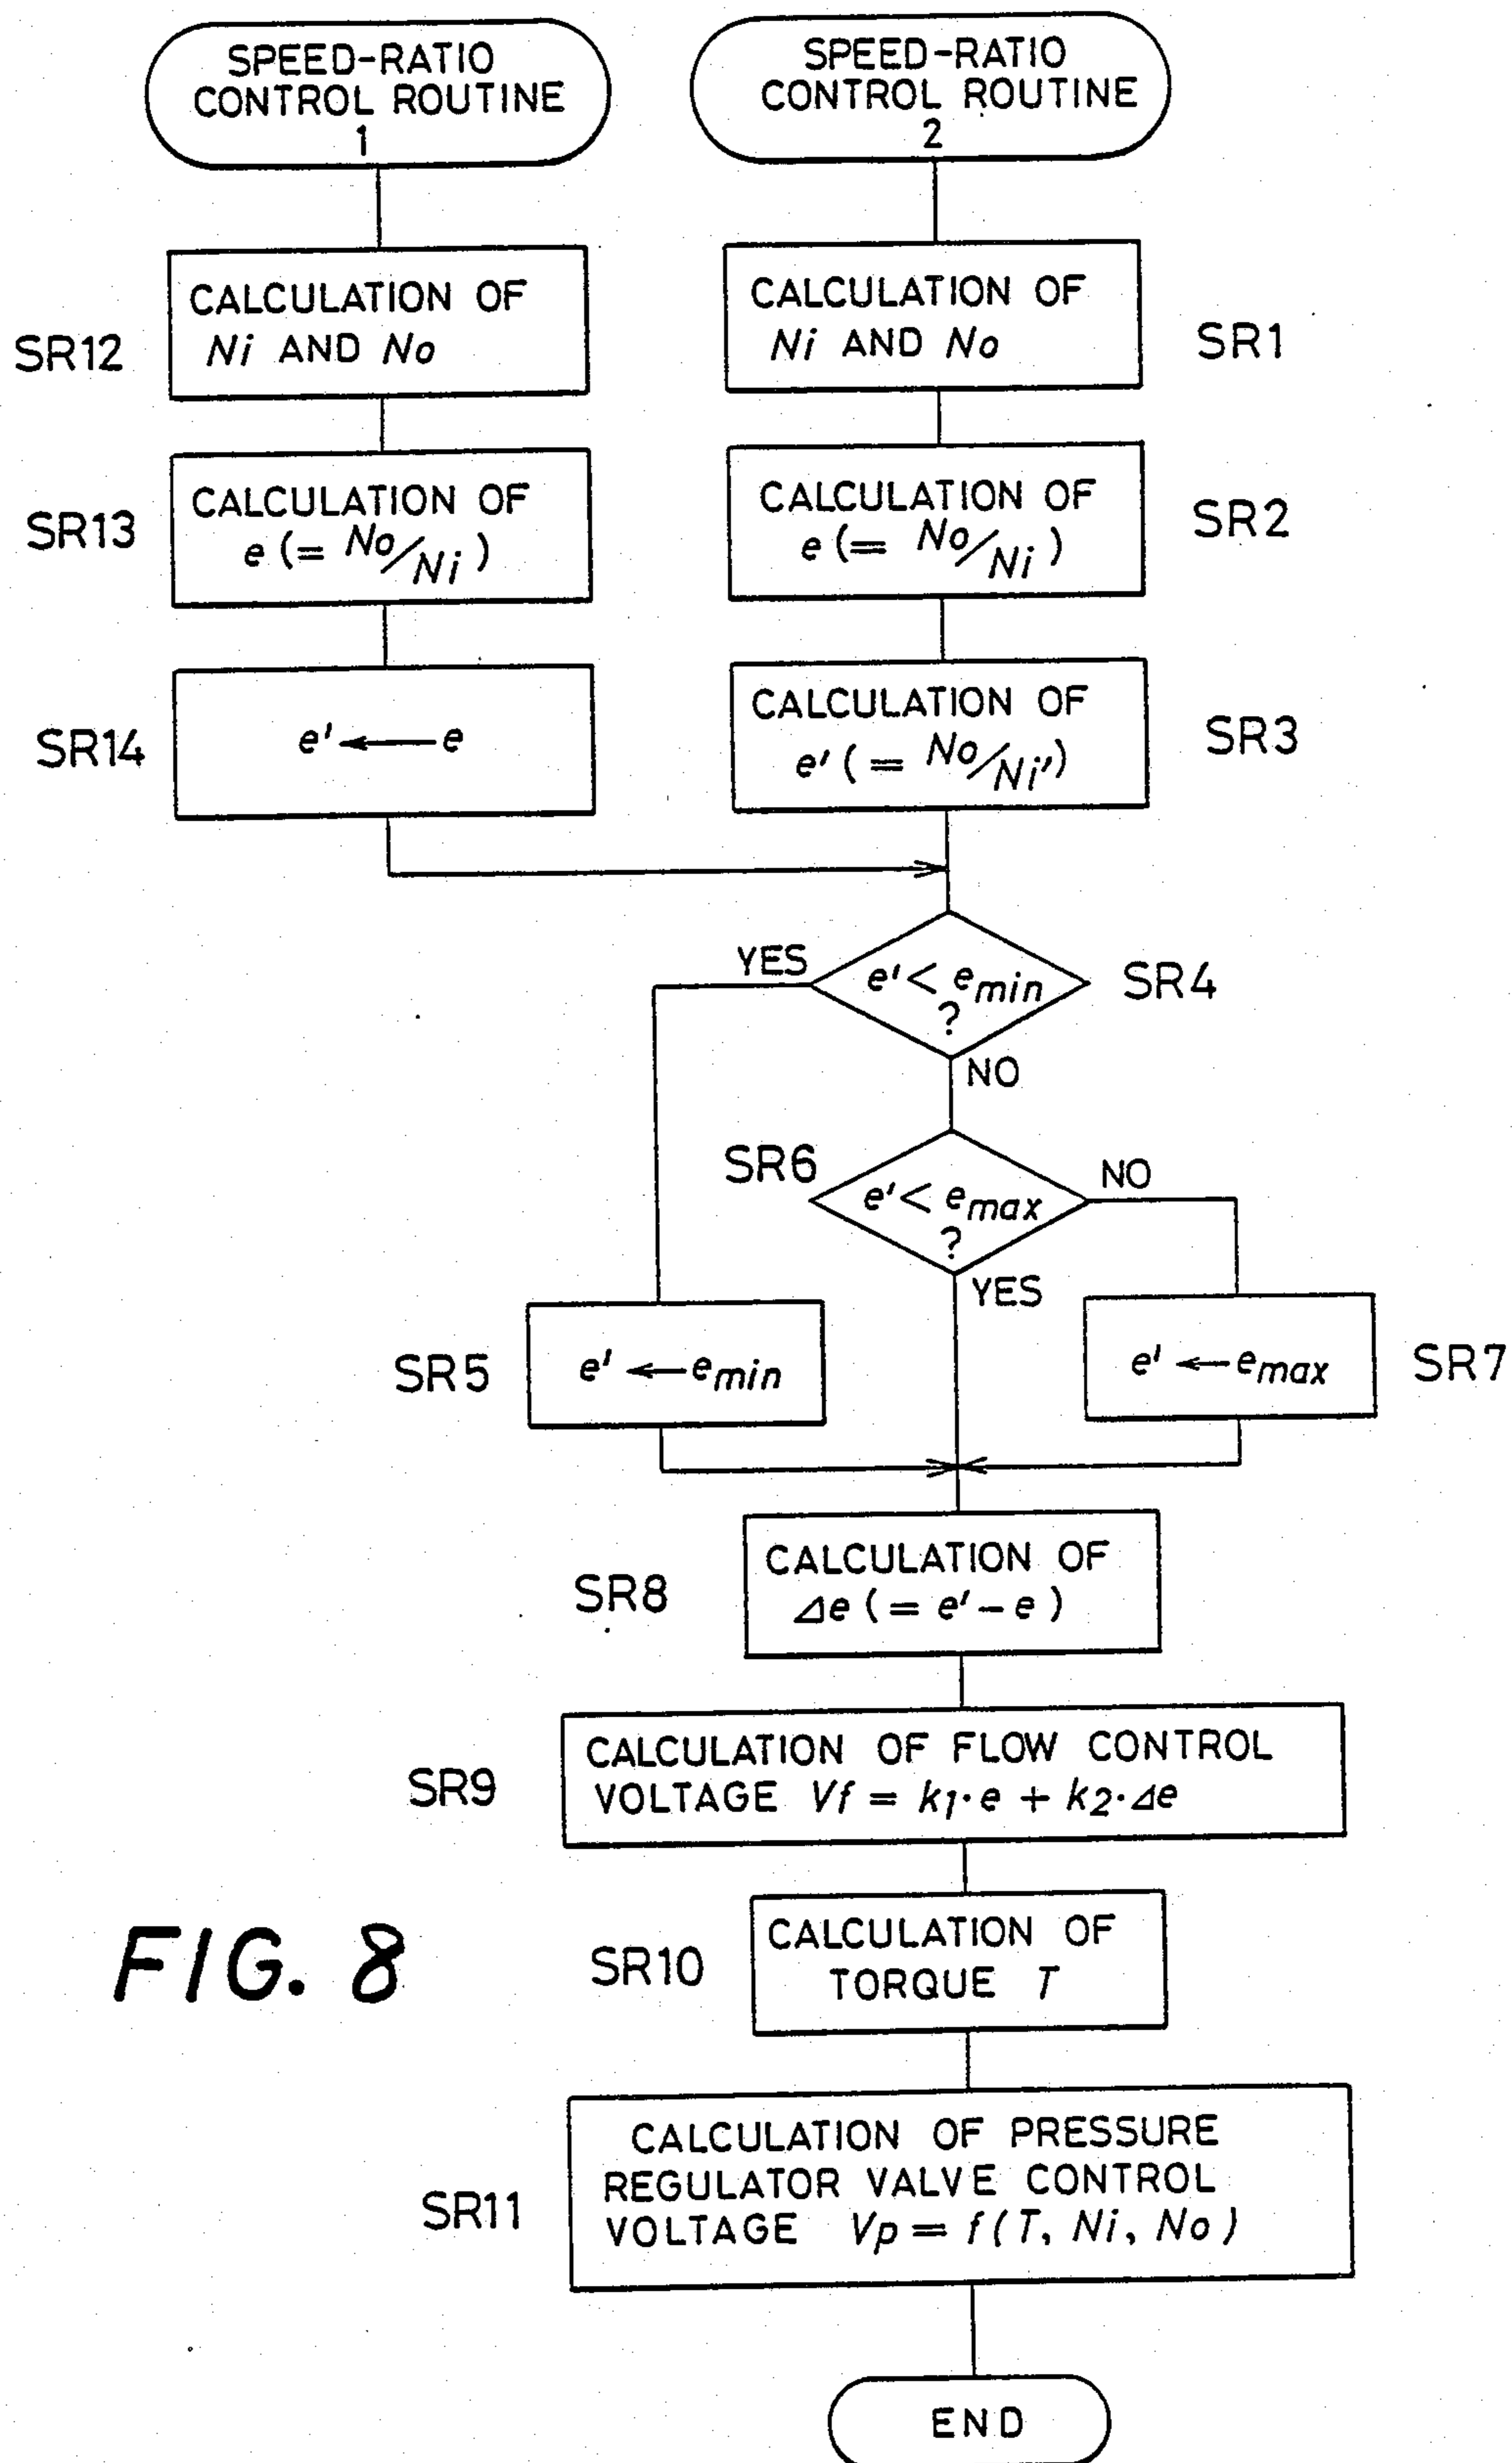 SPEED-RATIO
CONTROL ROUTINE
1
SPEED-RATIO
CONTROL ROUTINE
2
SR12
CALCULATION OF
Ni AND No
CALCULATION OF
Ni AND No
SR1
SR13
CALCULATION OF
e (= No/Ni)
CALCULATION OF
e (= No/Ni)
SR2
SR14
e' ← e
CALCULATION OF
e' (= No/Ni')
SR3
YES
e' < emin
?
SR4
NO
SR6
e' < emax
?
NO
YES
SR5
e' ← emin
e' ← emax
SR7
SR8
CALCULATION OF
Δe (= e' − e)
SR9
CALCULATION OF FLOW CONTROL
VOLTAGE Vf = k1·e + k2·Δe
SR10
CALCULATION OF
TORQUE T
FIG. 8
SR11
CALCULATION OF PRESSURE
REGULATOR VALVE CONTROL
VOLTAGE Vp = f(T, Ni, No)
END